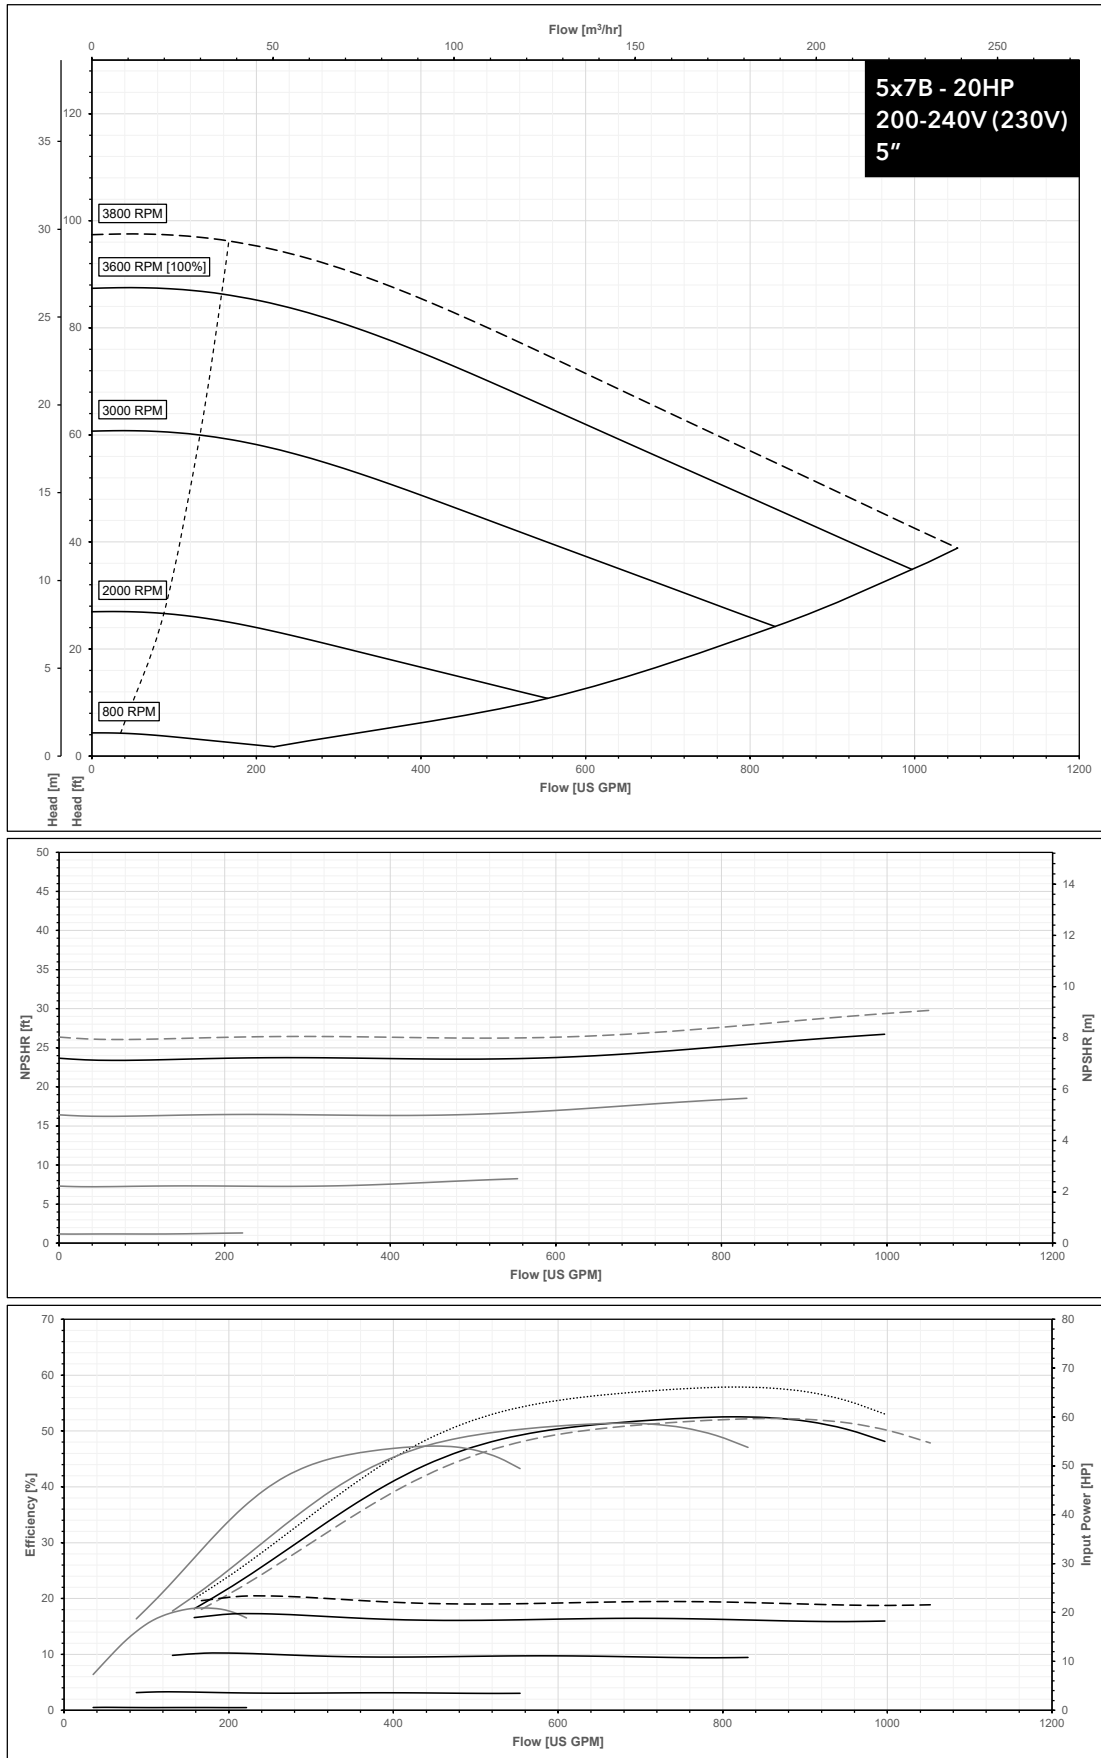 Flow [m³/hr]
0 50 100 150 200 250
5x7B - 20HP
200-240V (230V)
5"
120
35
3800 RPM
100
30
3600 RPM [100%]
25
80
20
3000 RPM
60
15
40
10
2000 RPM
20
5
800 RPM
0 0
0 200 400 600 800 1000 1200
Flow [US GPM]
Head [m]
Head [ft]
50
45
40
35
30
25
20
15
10
5
0
NPSHR [ft]
14
12
10
8
6
4
2
0
NPSHR [m]
0 200 400 600 800 1000 1200
Flow [US GPM]
70
60
50
40
30
20
10
0
Efficiency [%]
80
70
60
50
40
30
20
10
0
Input Power [HP]
0 200 400 600 800 1000 1200
Flow [US GPM]